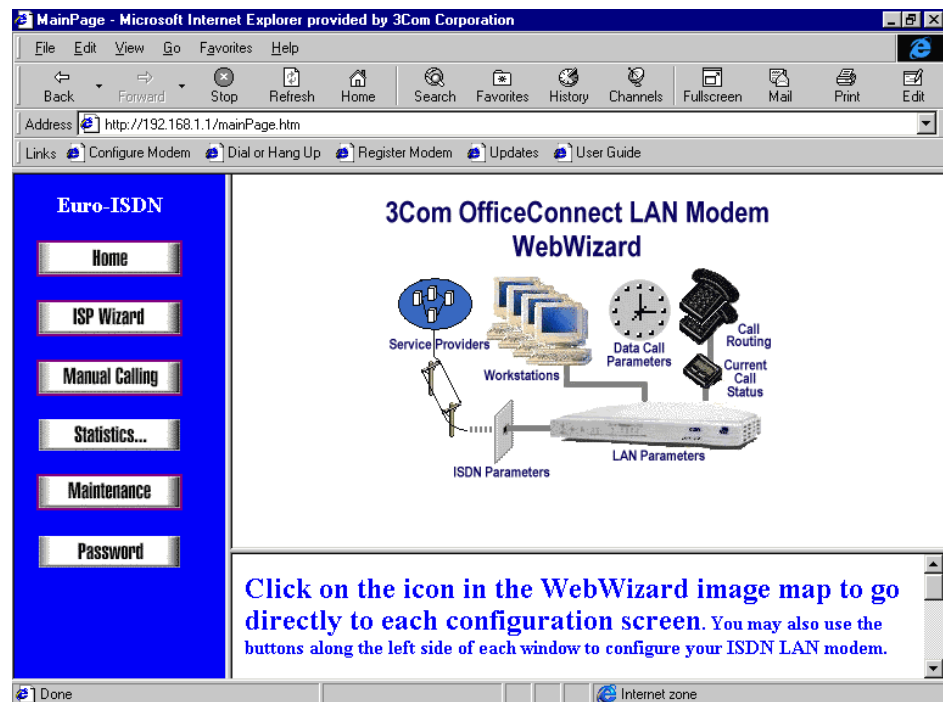 MainPage - Microsoft Internet Explorer provided by 3Com Corporation
File Edit View Go Favorites Help
Back Forward Stop Refresh Home Search Favorites History Channels Fullscreen Mail Print Edit
Address http://192.168.1.1/mainPage.htm
Links Configure Modem Dial or Hang Up Register Modem Updates User Guide
Euro-ISDN
Home
ISP Wizard
Manual Calling
Statistics...
Maintenance
Password
3Com OfficeConnect LAN Modem
WebWizard
Service Providers
Workstations
Data Call
Parameters
Call
Routing
Current
Call
Status
ISDN Parameters
LAN Parameters
Click on the icon in the WebWizard image map to go
directly to each configuration screen. You may also use the
buttons along the left side of each window to configure your ISDN LAN modem.
Done
Internet zone